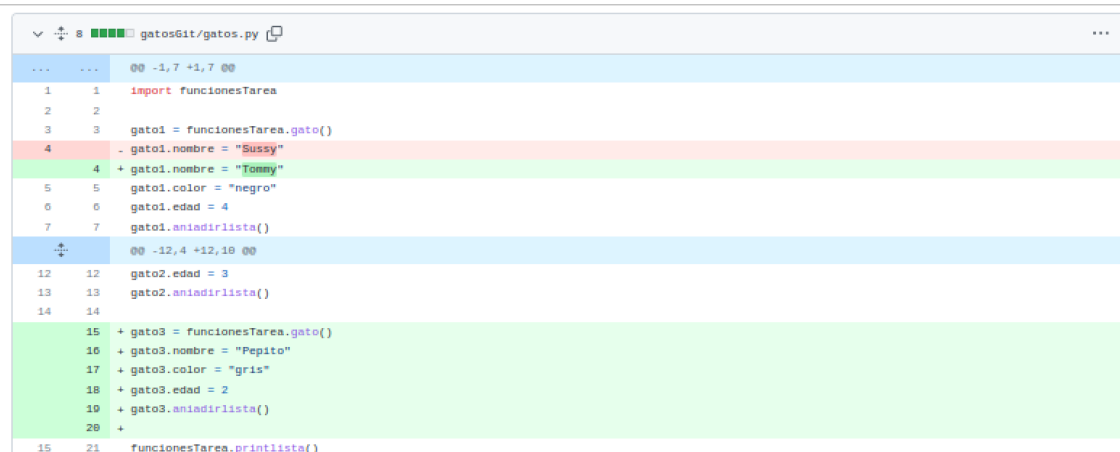 8 gatosGit/gatos.py
... ... @@ -1,7 +1,7 @@
1 1 import funcionesTarea
2 2
3 3 gato1 = funcionesTarea.gato()
4 - gato1.nombre = "Sussy"
4 + gato1.nombre = "Tommy"
5 5 gato1.color = "negro"
6 6 gato1.edad = 4
7 7 gato1.aniadirlista()
@@ -12,4 +12,10 @@
12 12 gato2.edad = 3
13 13 gato2.aniadirlista()
14 14
15 + gato3 = funcionesTarea.gato()
16 + gato3.nombre = "Pepito"
17 + gato3.color = "gris"
18 + gato3.edad = 2
19 + gato3.aniadirlista()
20 +
15 21 funcionesTarea.printlista()